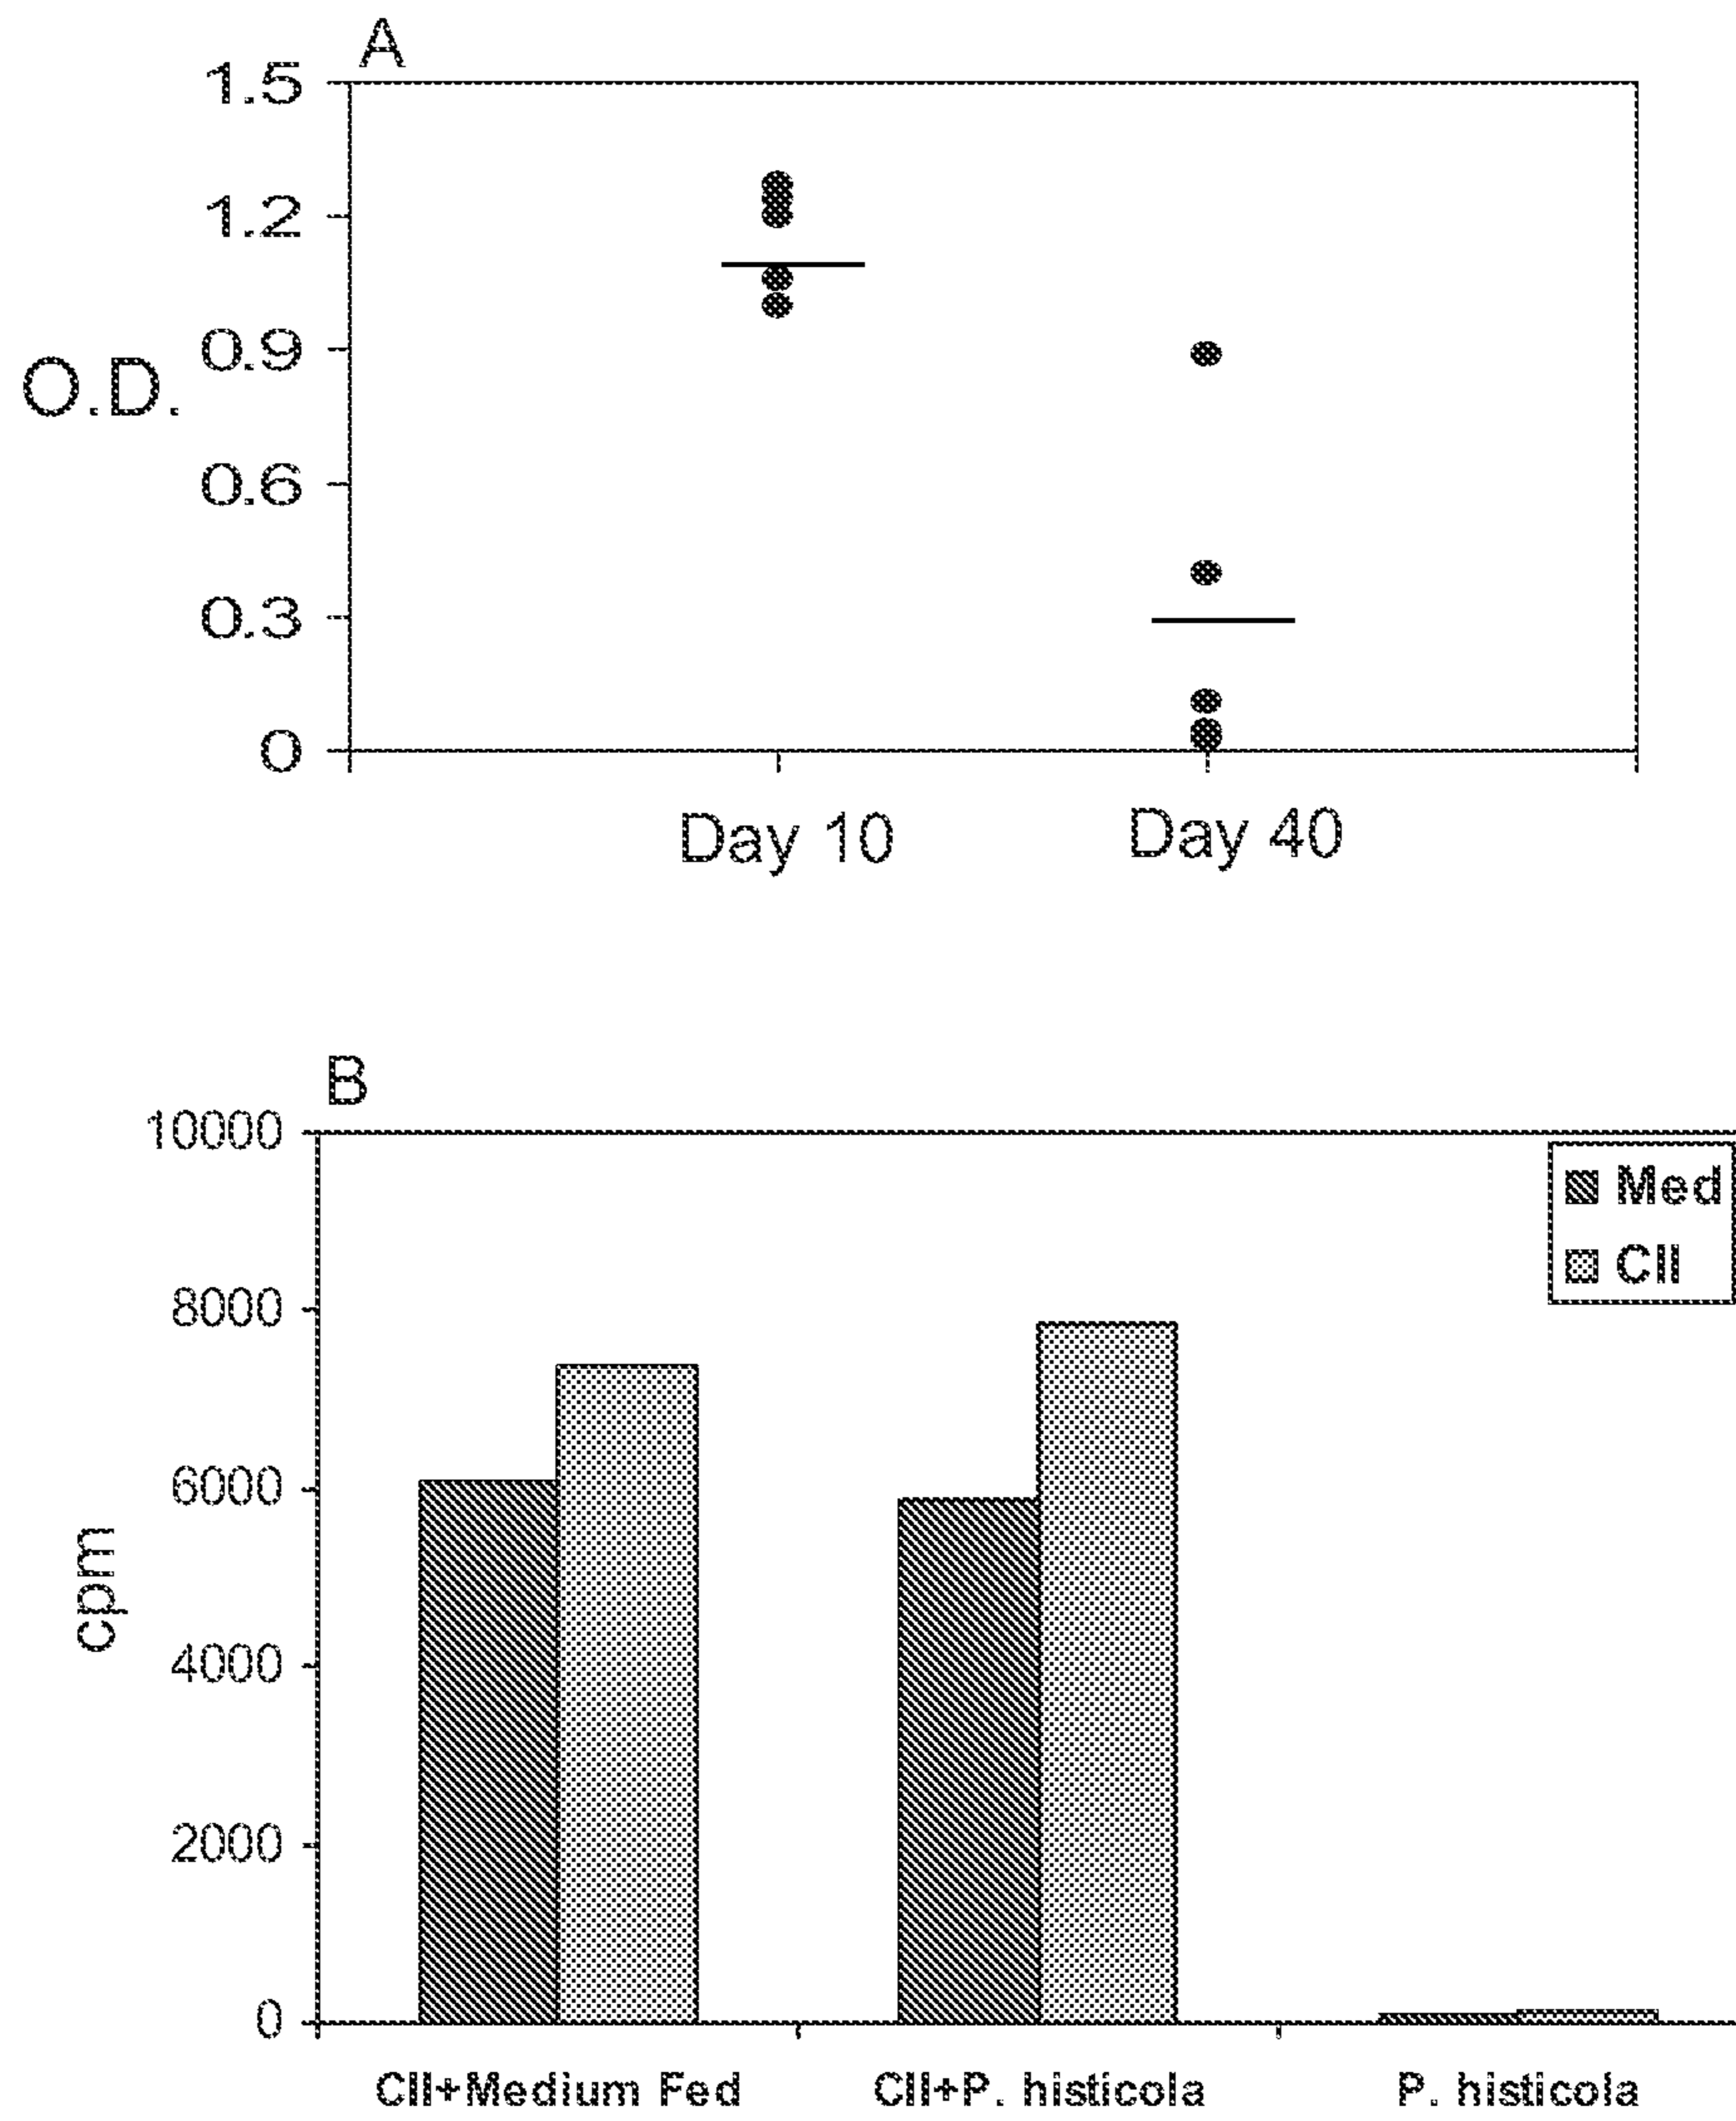 A
1.5
1.2
0.9
O.D.
0.6
0.3
0
Day 10 Day 40
B
10000
Med
CII
8000
6000
cpm
4000
2000
0
CII+Medium Fed CII+P. histicola P. histicola